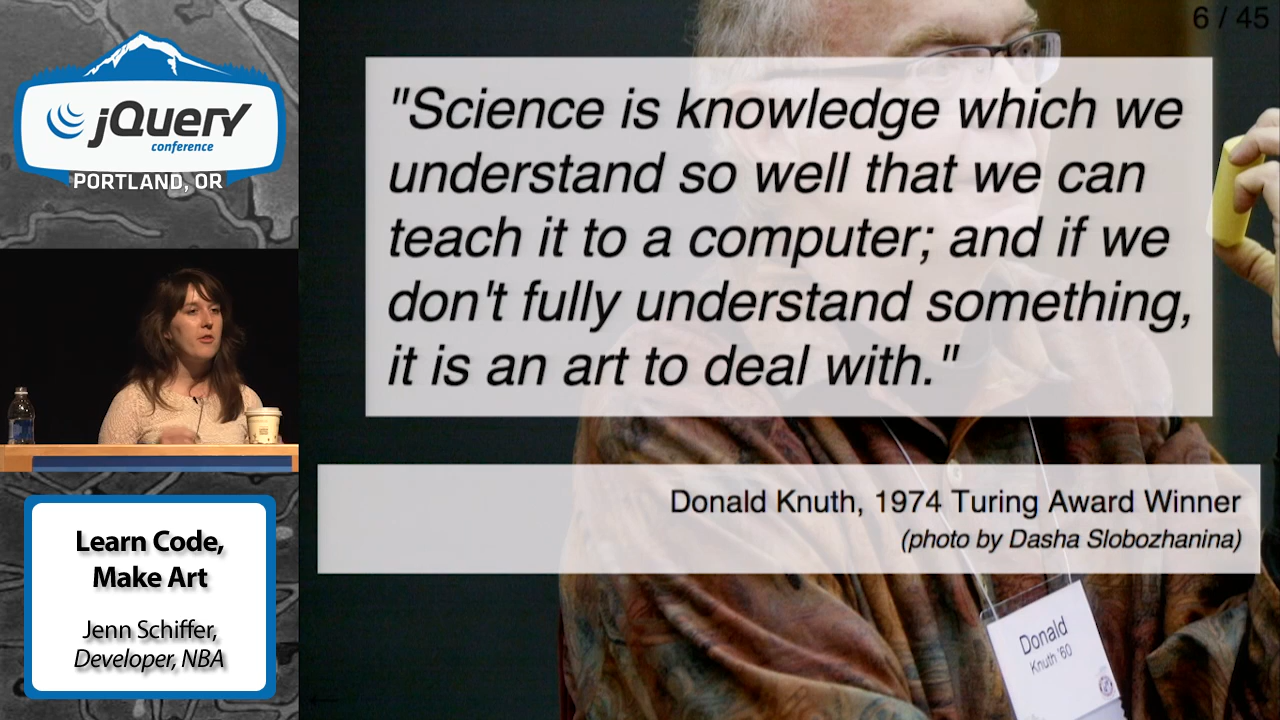 jQuery
conference
PORTLAND, OR
Learn Code,
Make Art
Jenn Schiffer,
Developer, NBA
6 / 45
"Science is knowledge which we
understand so well that we can
teach it to a computer; and if we
don't fully understand something,
it is an art to deal with."
Donald Knuth, 1974 Turing Award Winner
(photo by Dasha Slobozhanina)
Donald
Knuth '60